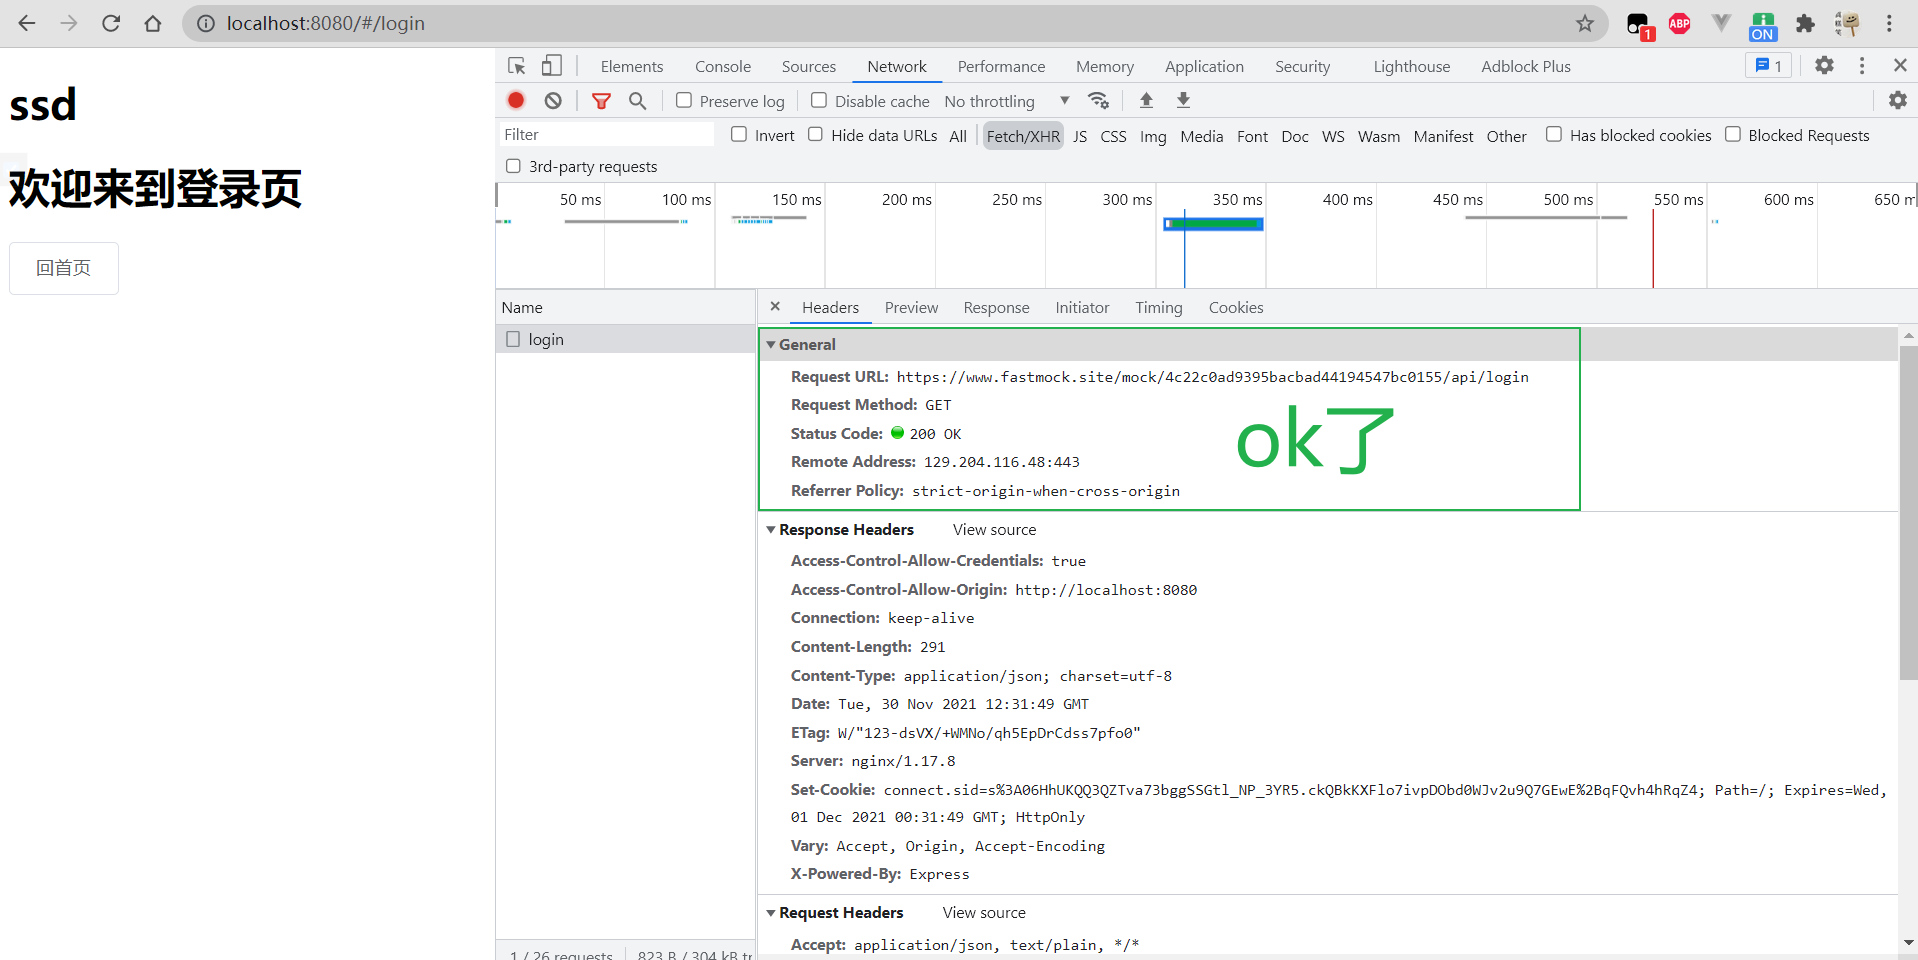 localhost:8080/#/login
1
ABP
ON
ssd
欢迎来到登录页
回首页
Elements Console Sources Network Performance Memory Application Security Lighthouse Adblock Plus 1
Preserve log Disable cache No throttling
Filter Invert Hide data URLs All Fetch/XHR JS CSS Img Media Font Doc WS Wasm Manifest Other Has blocked cookies Blocked Requests
3rd-party requests
50 ms 100 ms 150 ms 200 ms 250 ms 300 ms 350 ms 400 ms 450 ms 500 ms 550 ms 600 ms 650 m
Name
login
Headers Preview Response Initiator Timing Cookies
General
Request URL: https://www.fastmock.site/mock/4c22c0ad9395bacbad44194547bc0155/api/login
Request Method: GET
Status Code: 200 OK
Remote Address: 129.204.116.48:443
Referrer Policy: strict-origin-when-cross-origin
ok了
Response Headers View source
Access-Control-Allow-Credentials: true
Access-Control-Allow-Origin: http://localhost:8080
Connection: keep-alive
Content-Length: 291
Content-Type: application/json; charset=utf-8
Date: Tue, 30 Nov 2021 12:31:49 GMT
ETag: W/"123-dsVX/+WMNo/qh5EpDrCdss7pfo0"
Server: nginx/1.17.8
Set-Cookie: connect.sid=s%3A06HhUKQQ3QZTva73bggSSGtl_NP_3YR5.ckQBkKXFlo7ivpDObd0WJv2u9Q7GEwE%2BqFQvh4hRqZ4; Path=/; Expires=Wed,
01 Dec 2021 00:31:49 GMT; HttpOnly
Vary: Accept, Origin, Accept-Encoding
X-Powered-By: Express
Request Headers View source
Accept: application/json, text/plain, */*
1 / 26 requests 823 B / 304 kB tr